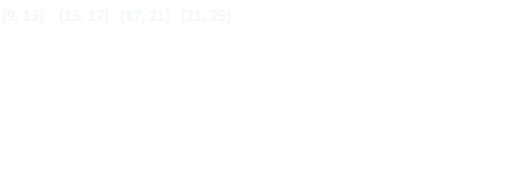 (9, 13] (13, 17] (17, 21] (21, 25]